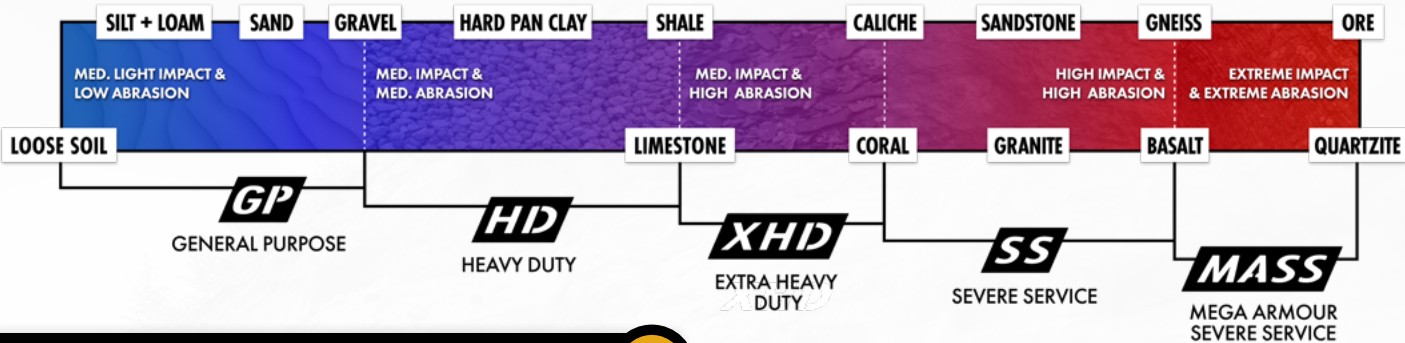 SILT + LOAM
SAND
GRAVEL
HARD PAN CLAY
SHALE
CALICHE
SANDSTONE
GNEISS
ORE
MED. LIGHT IMPACT &
LOW ABRASION
MED. IMPACT &
MED. ABRASION
MED. IMPACT &
HIGH ABRASION
HIGH IMPACT &
HIGH ABRASION
EXTREME IMPACT
& EXTREME ABRASION
LOOSE SOIL
LIMESTONE
CORAL
GRANITE
BASALT
QUARTZITE
GP
GENERAL PURPOSE
HD
HEAVY DUTY
XHD
EXTRA HEAVY
DUTY
SS
SEVERE SERVICE
MASS
MEGA ARMOUR
SEVERE SERVICE